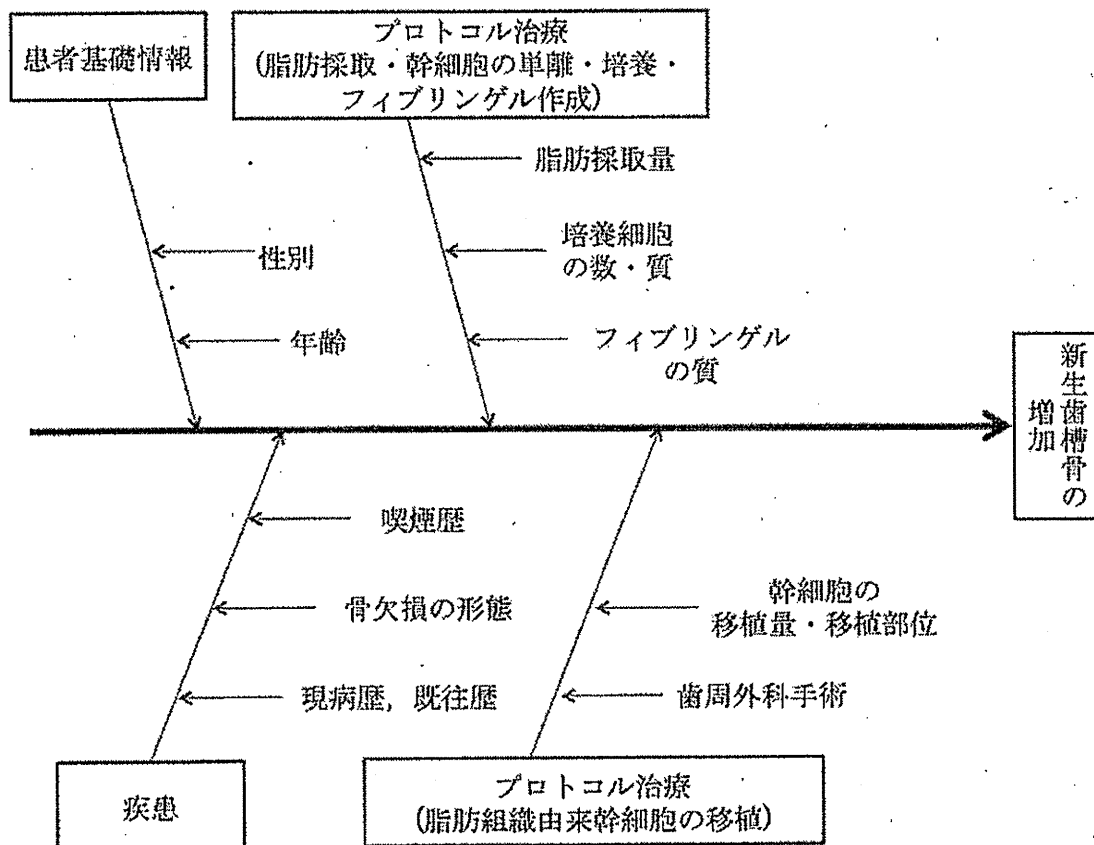 患者基礎情報
プロトコル治療
(脂肪採取・幹細胞の単離・培養・
フィブリンゲル作成)
脂肪採取量
培養細胞
の数・質
フィブリンゲル
の質
性別
年齢
新生歯槽骨の
増加
喫煙歴
骨欠損の形態
現病歴, 既往歴
幹細胞の
移植量・移植部位
歯周外科手術
疾患
プロトコル治療
(脂肪組織由来幹細胞の移植)